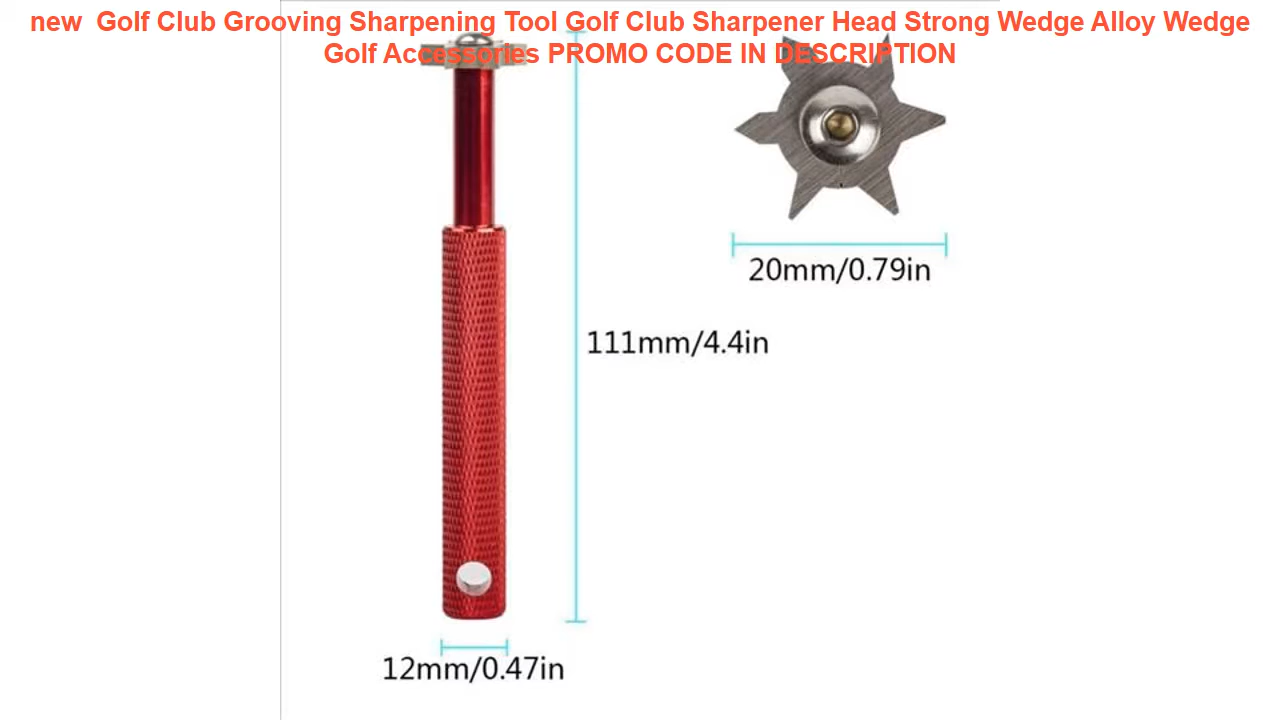 new  Golf Club Grooving Sharpening Tool Golf Club Sharpener Head Strong Wedge Alloy Wedge
Golf Accessories PROMO CODE IN DESCRIPTION
20mm/0.79in
111mm/4.4in
12mm/0.47in